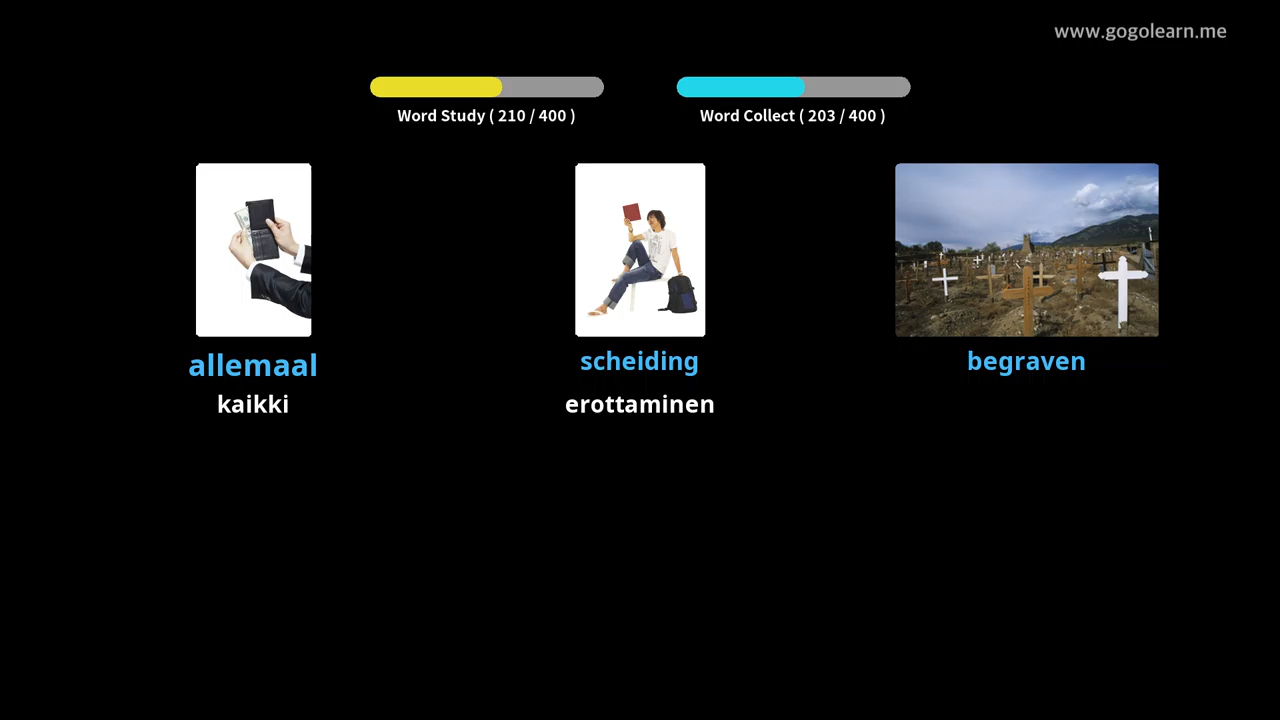 www.gogolearn.me
Word Study ( 210 / 400 )
Word Collect ( 203 / 400 )
allemaal
kaikki
scheiding
erottaminen
begraven